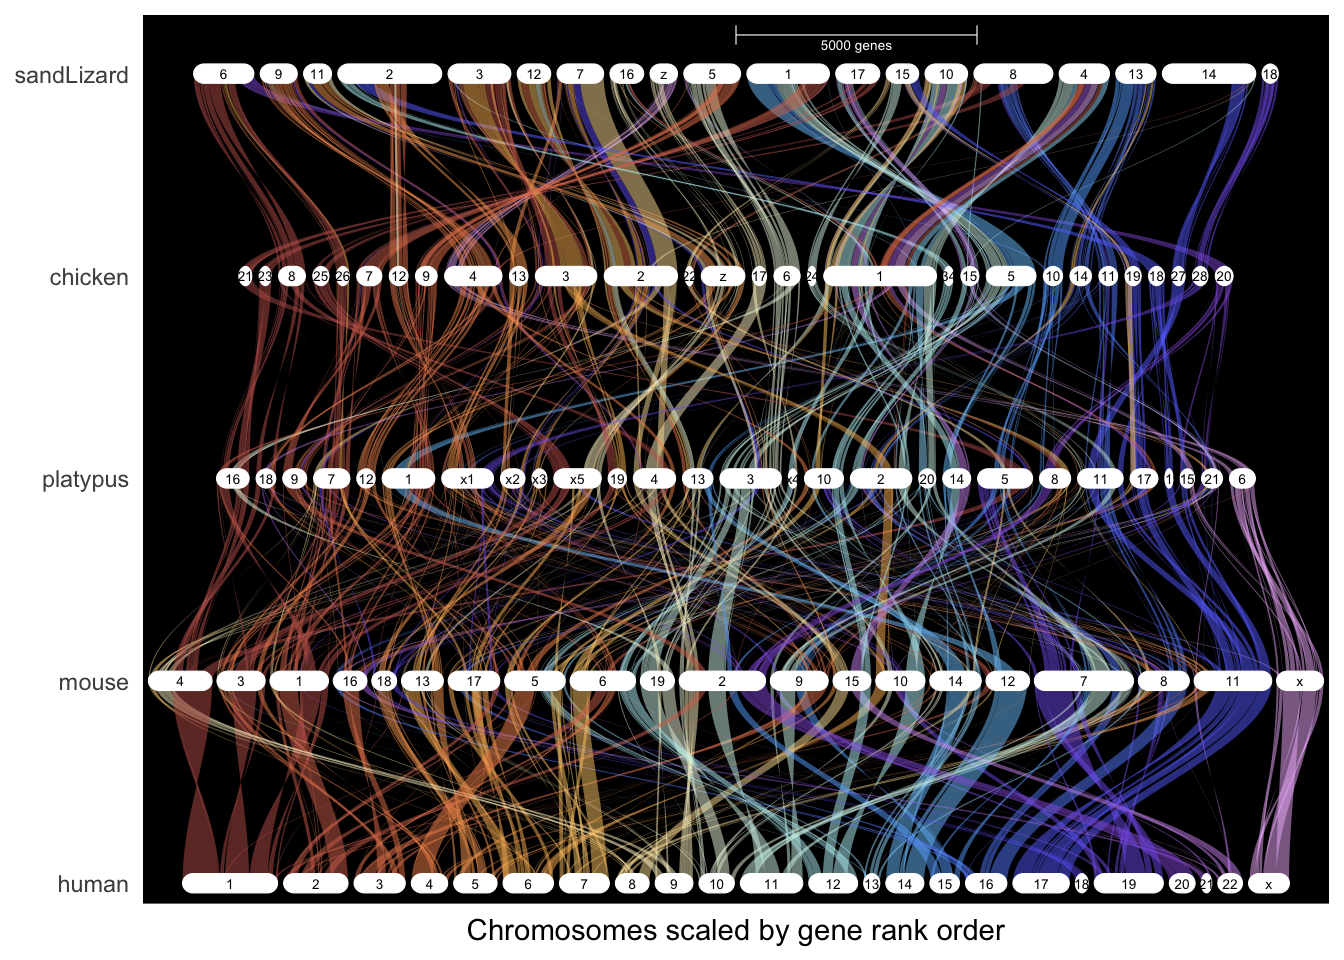 5000 genes
sandLizard 6 9 11 2 3 12 7 16 z 5 1 17 15 10 8 4 13 14 18
chicken 21 23 8 25 26 7 12 9 4 13 3 2 22 z 17 6 24 1 34 15 5 10 14 11 19 18 27 28 20
platypus 16 18 9 7 12 1 x1 x2 x3 x5 19 4 13 3 x4 10 2 20 14 5 8 11 17 1 15 21 6
mouse 4 3 1 16 18 13 17 5 6 19 2 9 15 10 14 12 7 8 11 x
human 1 2 3 4 5 6 7 8 9 10 11 12 13 14 15 16 17 18 19 20 21 22 x
Chromosomes scaled by gene rank order